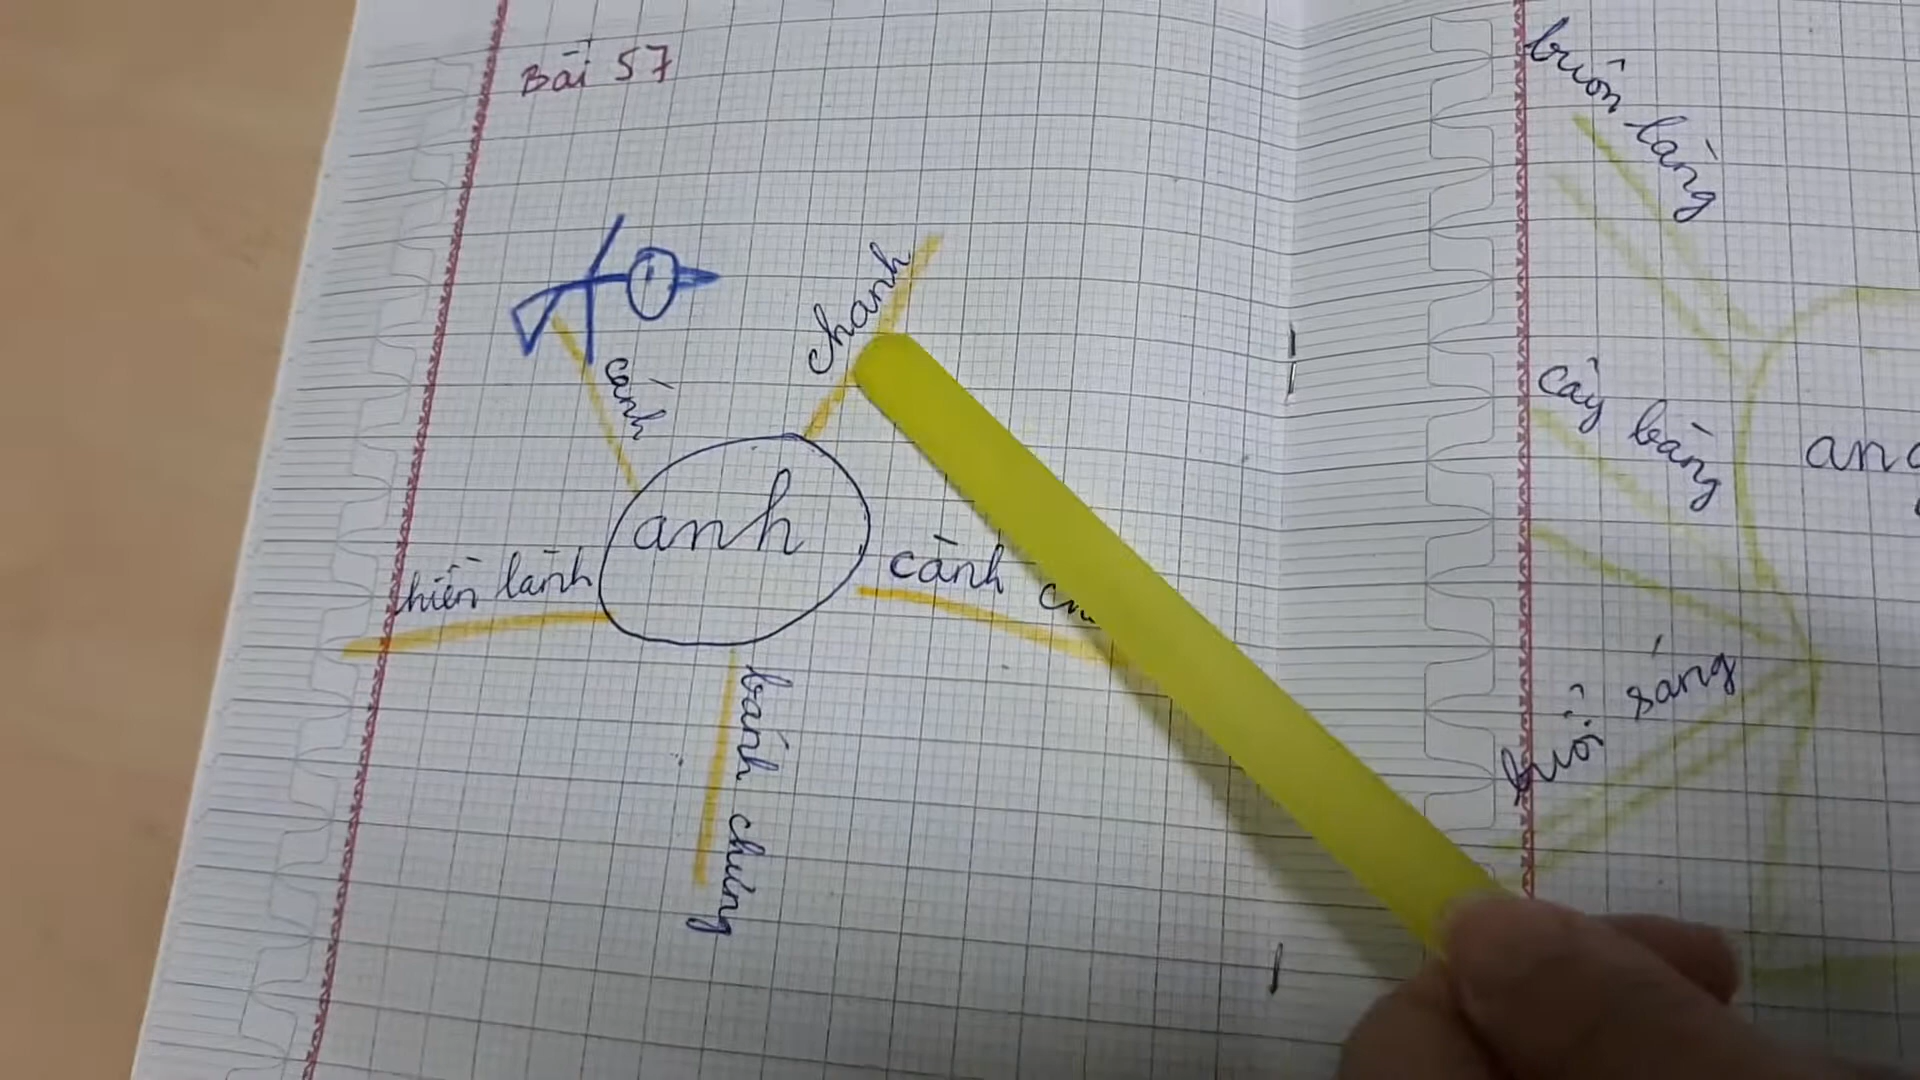 Bài 57
chanh
cánh
anh
cành
hiền lành
bánh chưng
buôn làng
cây bàng
buổi sáng